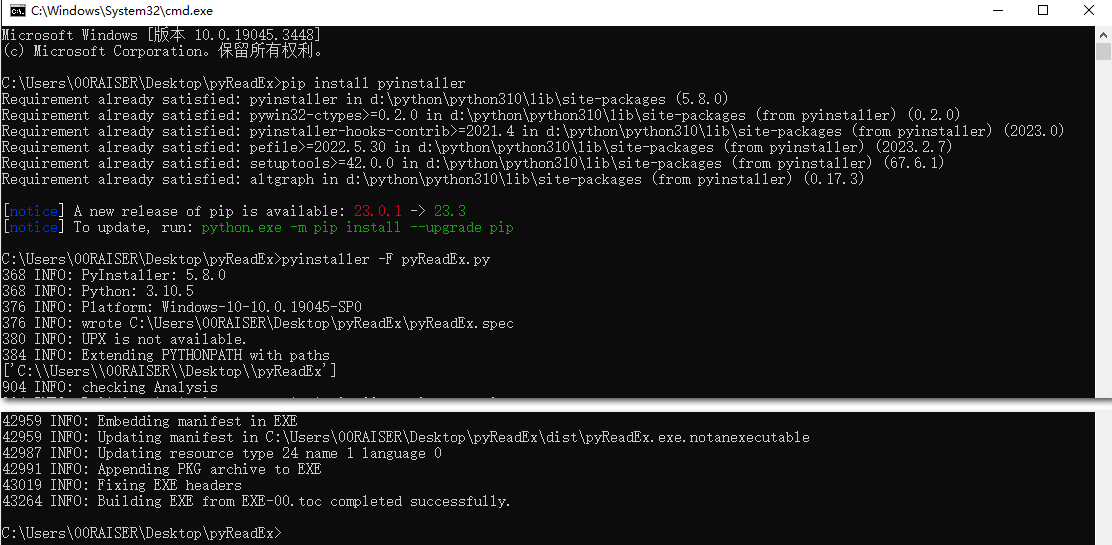 C:\Windows\System32\cmd.exe
Microsoft Windows [版本 10.0.19045.3448]
(c) Microsoft Corporation。保留所有权利。
C:\Users\00RAISER\Desktop\pyReadEx>pip install pyinstaller
Requirement already satisfied: pyinstaller in d:\python\python310\lib\site-packages (5.8.0)
Requirement already satisfied: pywin32-ctypes>=0.2.0 in d:\python\python310\lib\site-packages (from pyinstaller) (0.2.0)
Requirement already satisfied: pyinstaller-hooks-contrib>=2021.4 in d:\python\python310\lib\site-packages (from pyinstaller) (2023.0)
Requirement already satisfied: pefile>=2022.5.30 in d:\python\python310\lib\site-packages (from pyinstaller) (2023.2.7)
Requirement already satisfied: setuptools>=42.0.0 in d:\python\python310\lib\site-packages (from pyinstaller) (67.6.1)
Requirement already satisfied: altgraph in d:\python\python310\lib\site-packages (from pyinstaller) (0.17.3)
[notice] A new release of pip is available: 23.0.1 -> 23.3
[notice] To update, run: python.exe -m pip install --upgrade pip
C:\Users\00RAISER\Desktop\pyReadEx>pyinstaller -F pyReadEx.py
368 INFO: PyInstaller: 5.8.0
368 INFO: Python: 3.10.5
376 INFO: Platform: Windows-10-10.0.19045-SP0
376 INFO: wrote C:\Users\00RAISER\Desktop\pyReadEx\pyReadEx.spec
380 INFO: UPX is not available.
384 INFO: Extending PYTHONPATH with paths
['C:\\Users\\00RAISER\\Desktop\\pyReadEx']
904 INFO: checking Analysis
42959 INFO: Embedding manifest in EXE
42959 INFO: Updating manifest in C:\Users\00RAISER\Desktop\pyReadEx\dist\pyReadEx.exe.notanexecutable
42987 INFO: Updating resource type 24 name 1 language 0
42991 INFO: Appending PKG archive to EXE
43019 INFO: Fixing EXE headers
43264 INFO: Building EXE from EXE-00.toc completed successfully.
C:\Users\00RAISER\Desktop\pyReadEx>